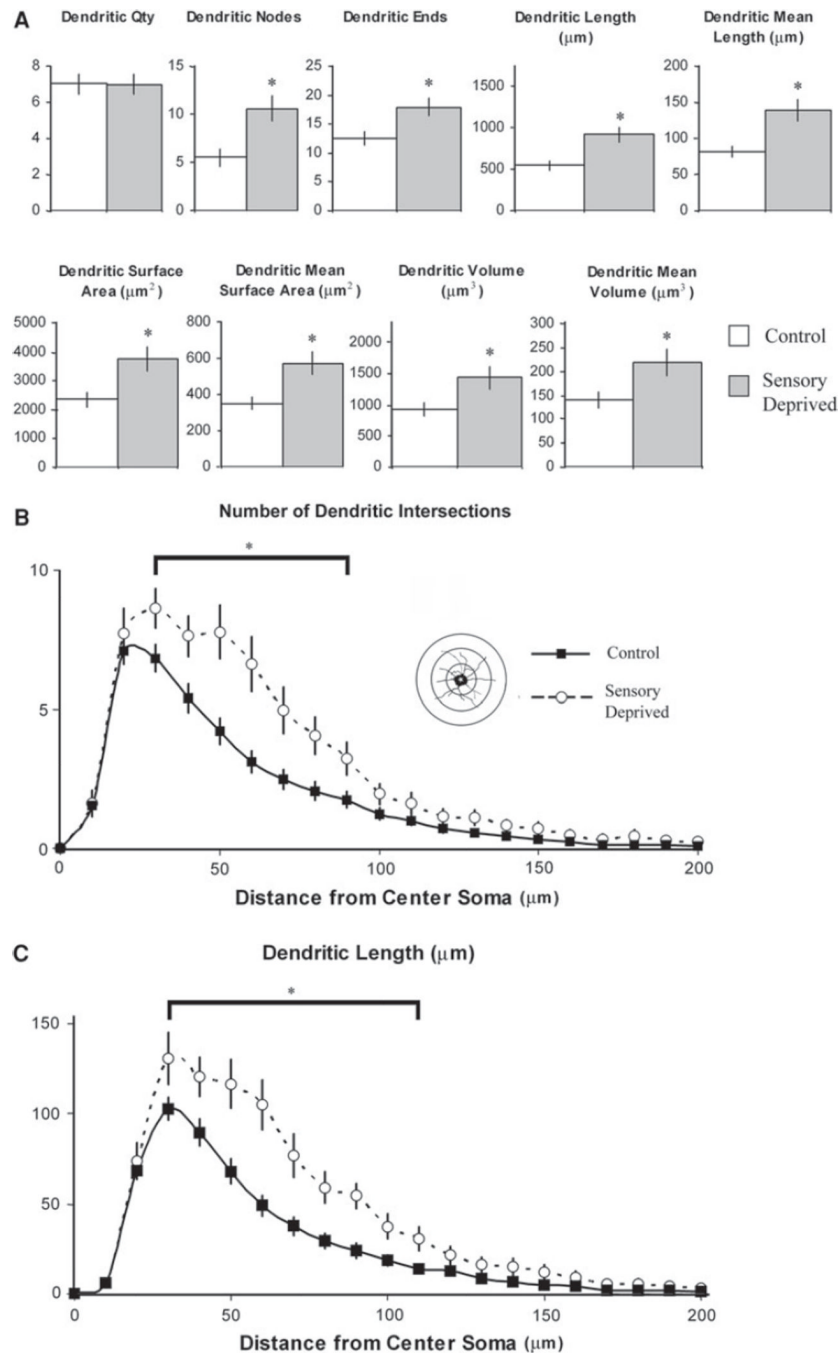 A
Dendritic Qty
Dendritic Nodes
Dendritic Ends
Dendritic Length
(μm)
Dendritic Mean
Length (μm)
8
6
4
2
0
*
15
10
5
0
*
25
20
15
10
5
0
*
1500
1000
500
0
*
200
150
100
50
0
*
Dendritic Surface
Area (μm²)
Dendritic Mean
Surface Area (μm²)
Dendritic Volume
(μm³)
Dendritic Mean
Volume (μm³)
5000
4000
3000
2000
1000
0
*
800
600
400
200
0
*
2000
1500
1000
500
0
*
300
250
200
150
100
50
0
*
Control
Sensory
Deprived
B
Number of Dendritic Intersections
*
10
5
0
Control
Sensory
Deprived
0
50
100
150
200
Distance from Center Soma (μm)
C
Dendritic Length (μm)
*
150
100
50
0
0
50
100
150
200
Distance from Center Soma (μm)